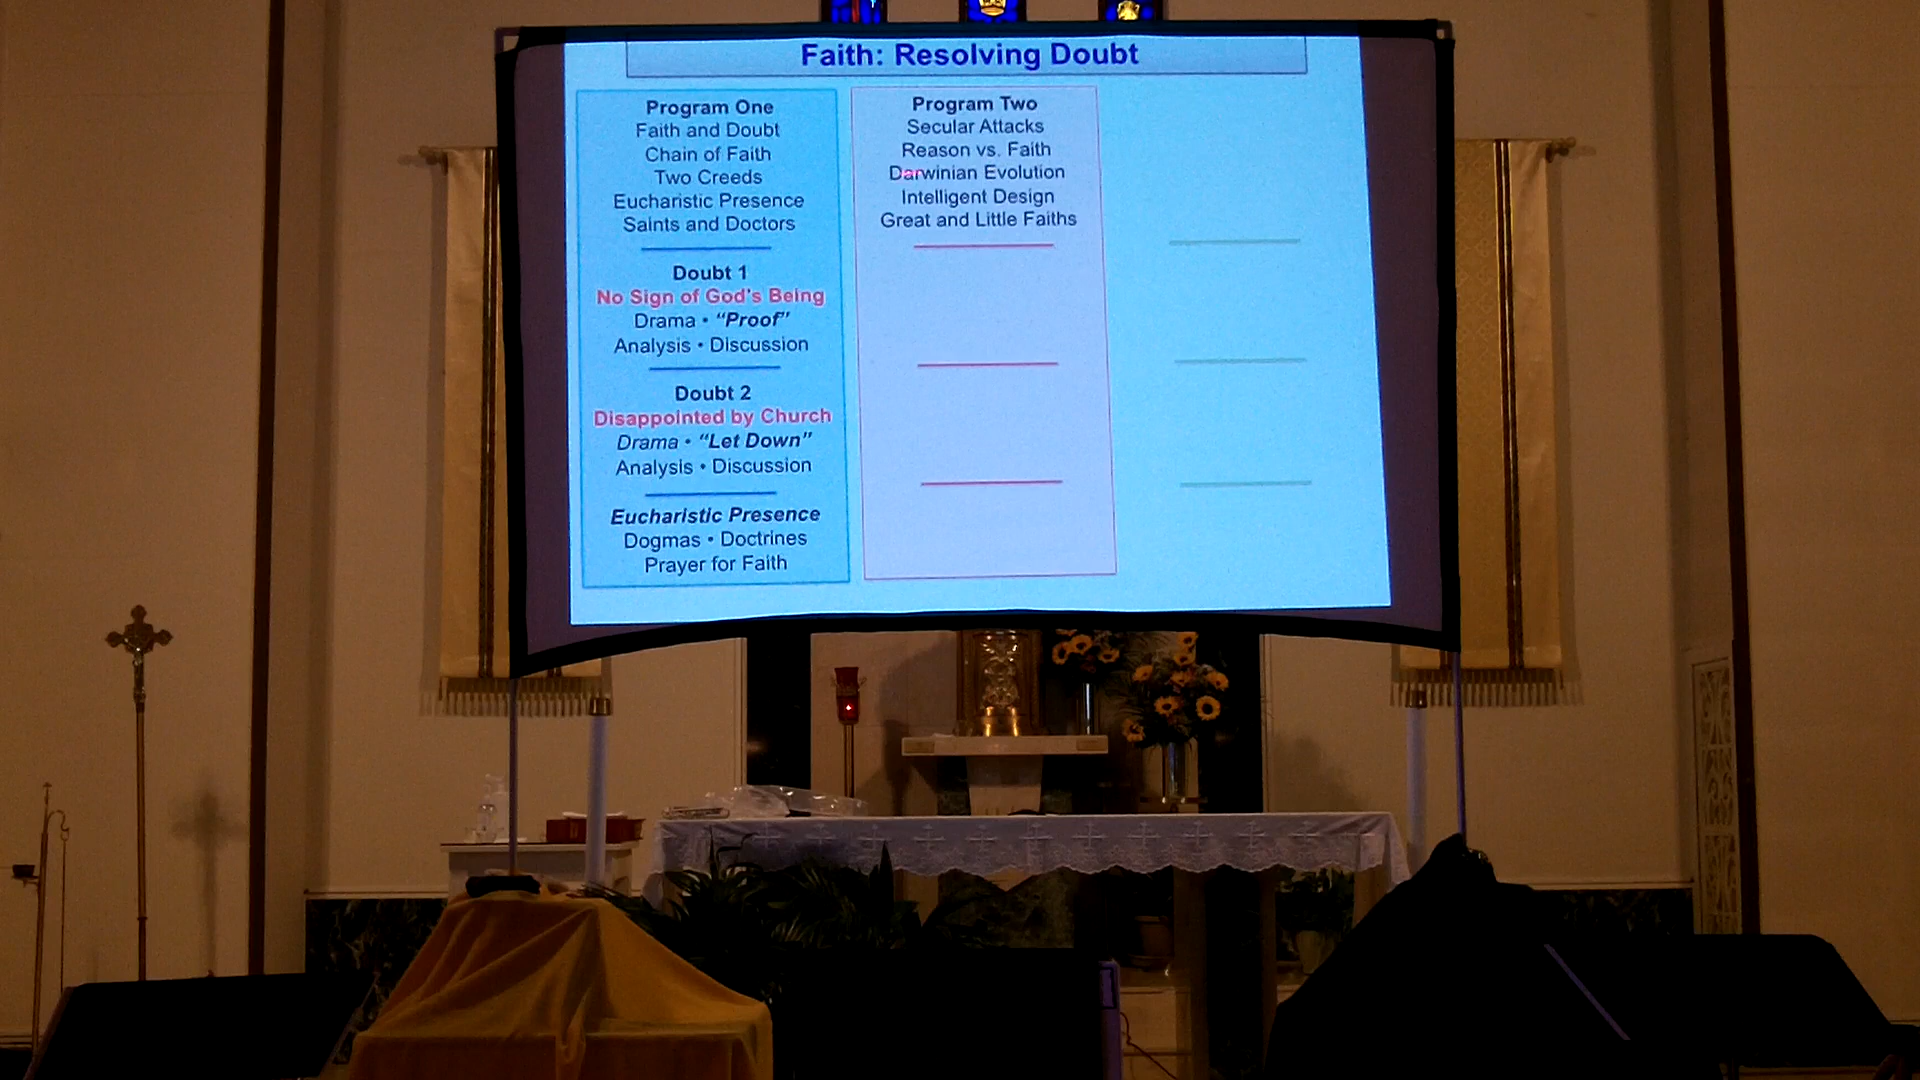 Faith: Resolving Doubt
Program One
Faith and Doubt
Chain of Faith
Two Creeds
Eucharistic Presence
Saints and Doctors
Doubt 1
No Sign of God's Being
Drama • “Proof”
Analysis • Discussion
Doubt 2
Disappointed by Church
Drama • “Let Down”
Analysis • Discussion
Eucharistic Presence
Dogmas • Doctrines
Prayer for Faith
Program Two
Secular Attacks
Reason vs. Faith
Darwinian Evolution
Intelligent Design
Great and Little Faiths